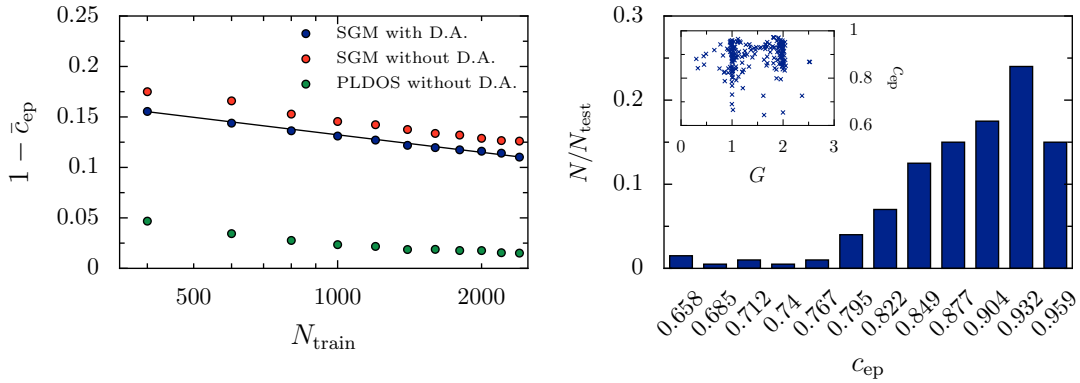 0.25
0.2
0.15
0.1
0.05
0
1 − c̄ep
SGM with D.A.
SGM without D.A.
PLDOS without D.A.
500 1000 2000
Ntrain
0.3
0.2
0.1
0
N/Ntest
1
0.8
0.6
cep
0 1 2 3
G
0.658 0.685 0.712 0.74 0.767 0.795 0.822 0.849 0.877 0.904 0.932 0.959
cep